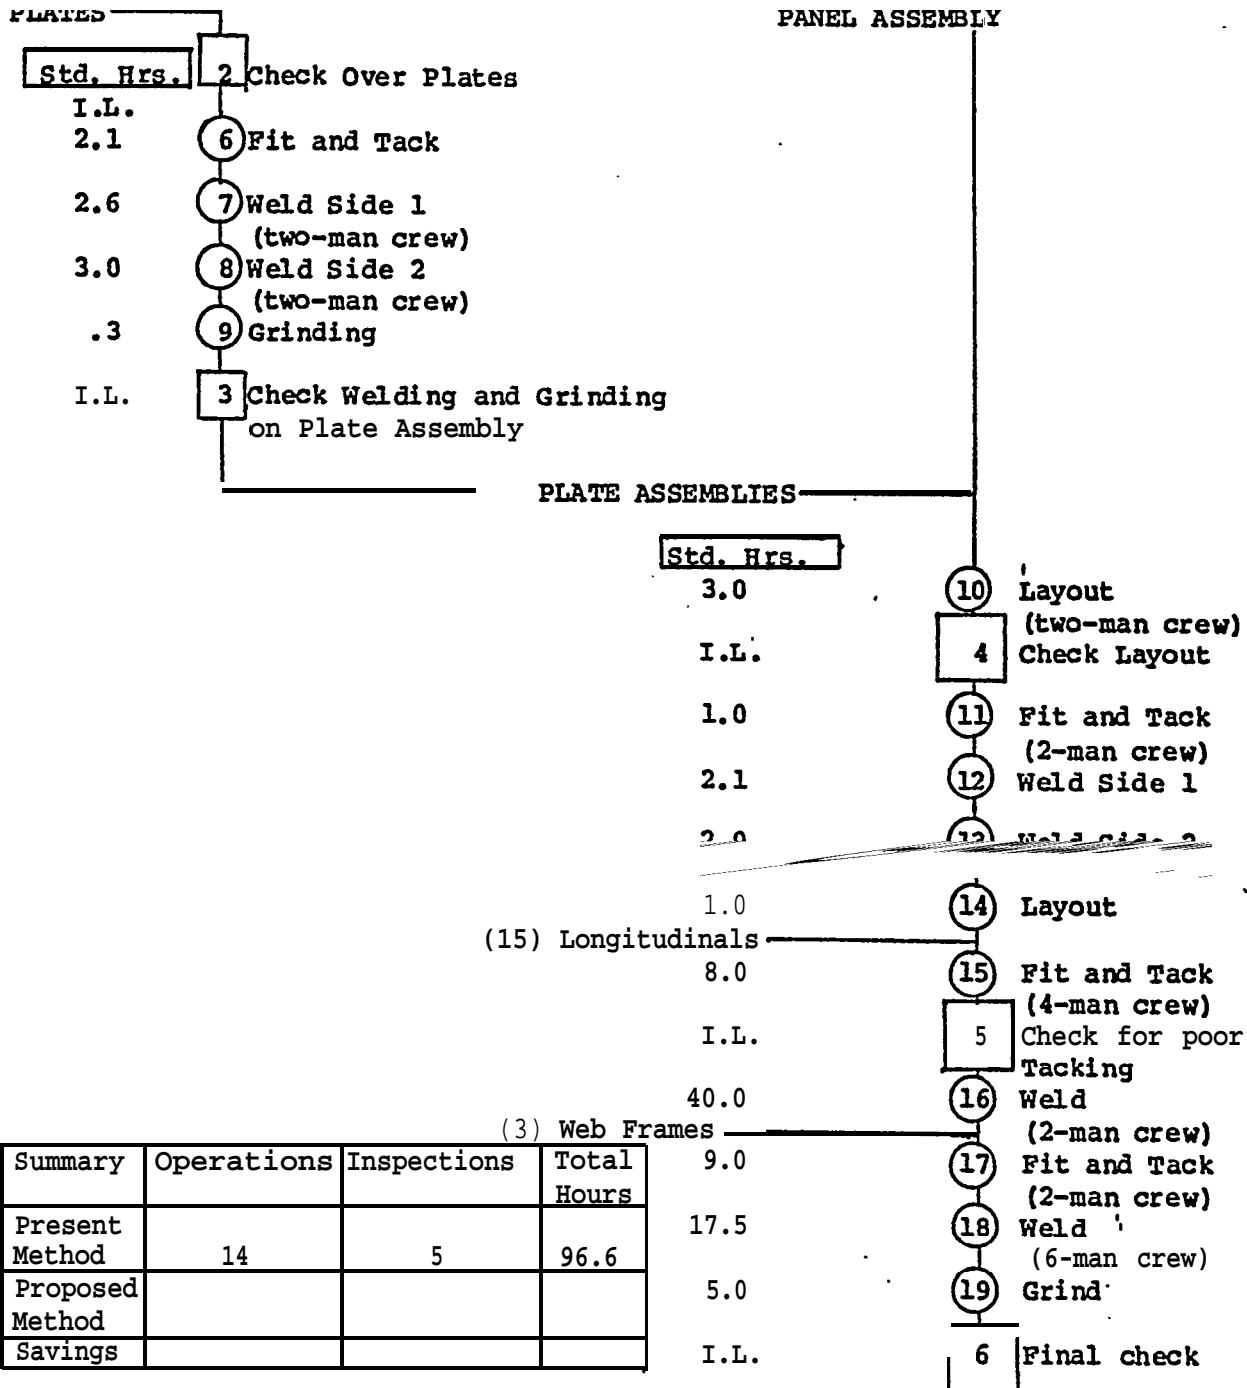 PLATES
PANEL ASSEMBLY
Std. Hrs.
2 Check Over Plates
I.L.
2.1 6 Fit and Tack
2.6 7 Weld Side 1
(two-man crew)
3.0 8 Weld Side 2
(two-man crew)
.3 9 Grinding
I.L. 3 Check Welding and Grinding
on Plate Assembly
PLATE ASSEMBLIES
Std. Hrs.
3.0 10 Layout
(two-man crew)
I.L. 4 Check Layout
1.0 11 Fit and Tack
(2-man crew)
2.1 12 Weld Side 1
13 Weld Side 2
1.0 14 Layout
(15) Longitudinals
8.0 15 Fit and Tack
(4-man crew)
I.L. 5 Check for poor
Tacking
40.0 16 Weld
(3) Web Frames
(2-man crew)
9.0 17 Fit and Tack
(2-man crew)
17.5 18 Weld
(6-man crew)
5.0 19 Grind
I.L. 6 Final check
Summary Operations Inspections Total
Hours
Present
Method 14 5 96.6
Proposed
Method
Savings